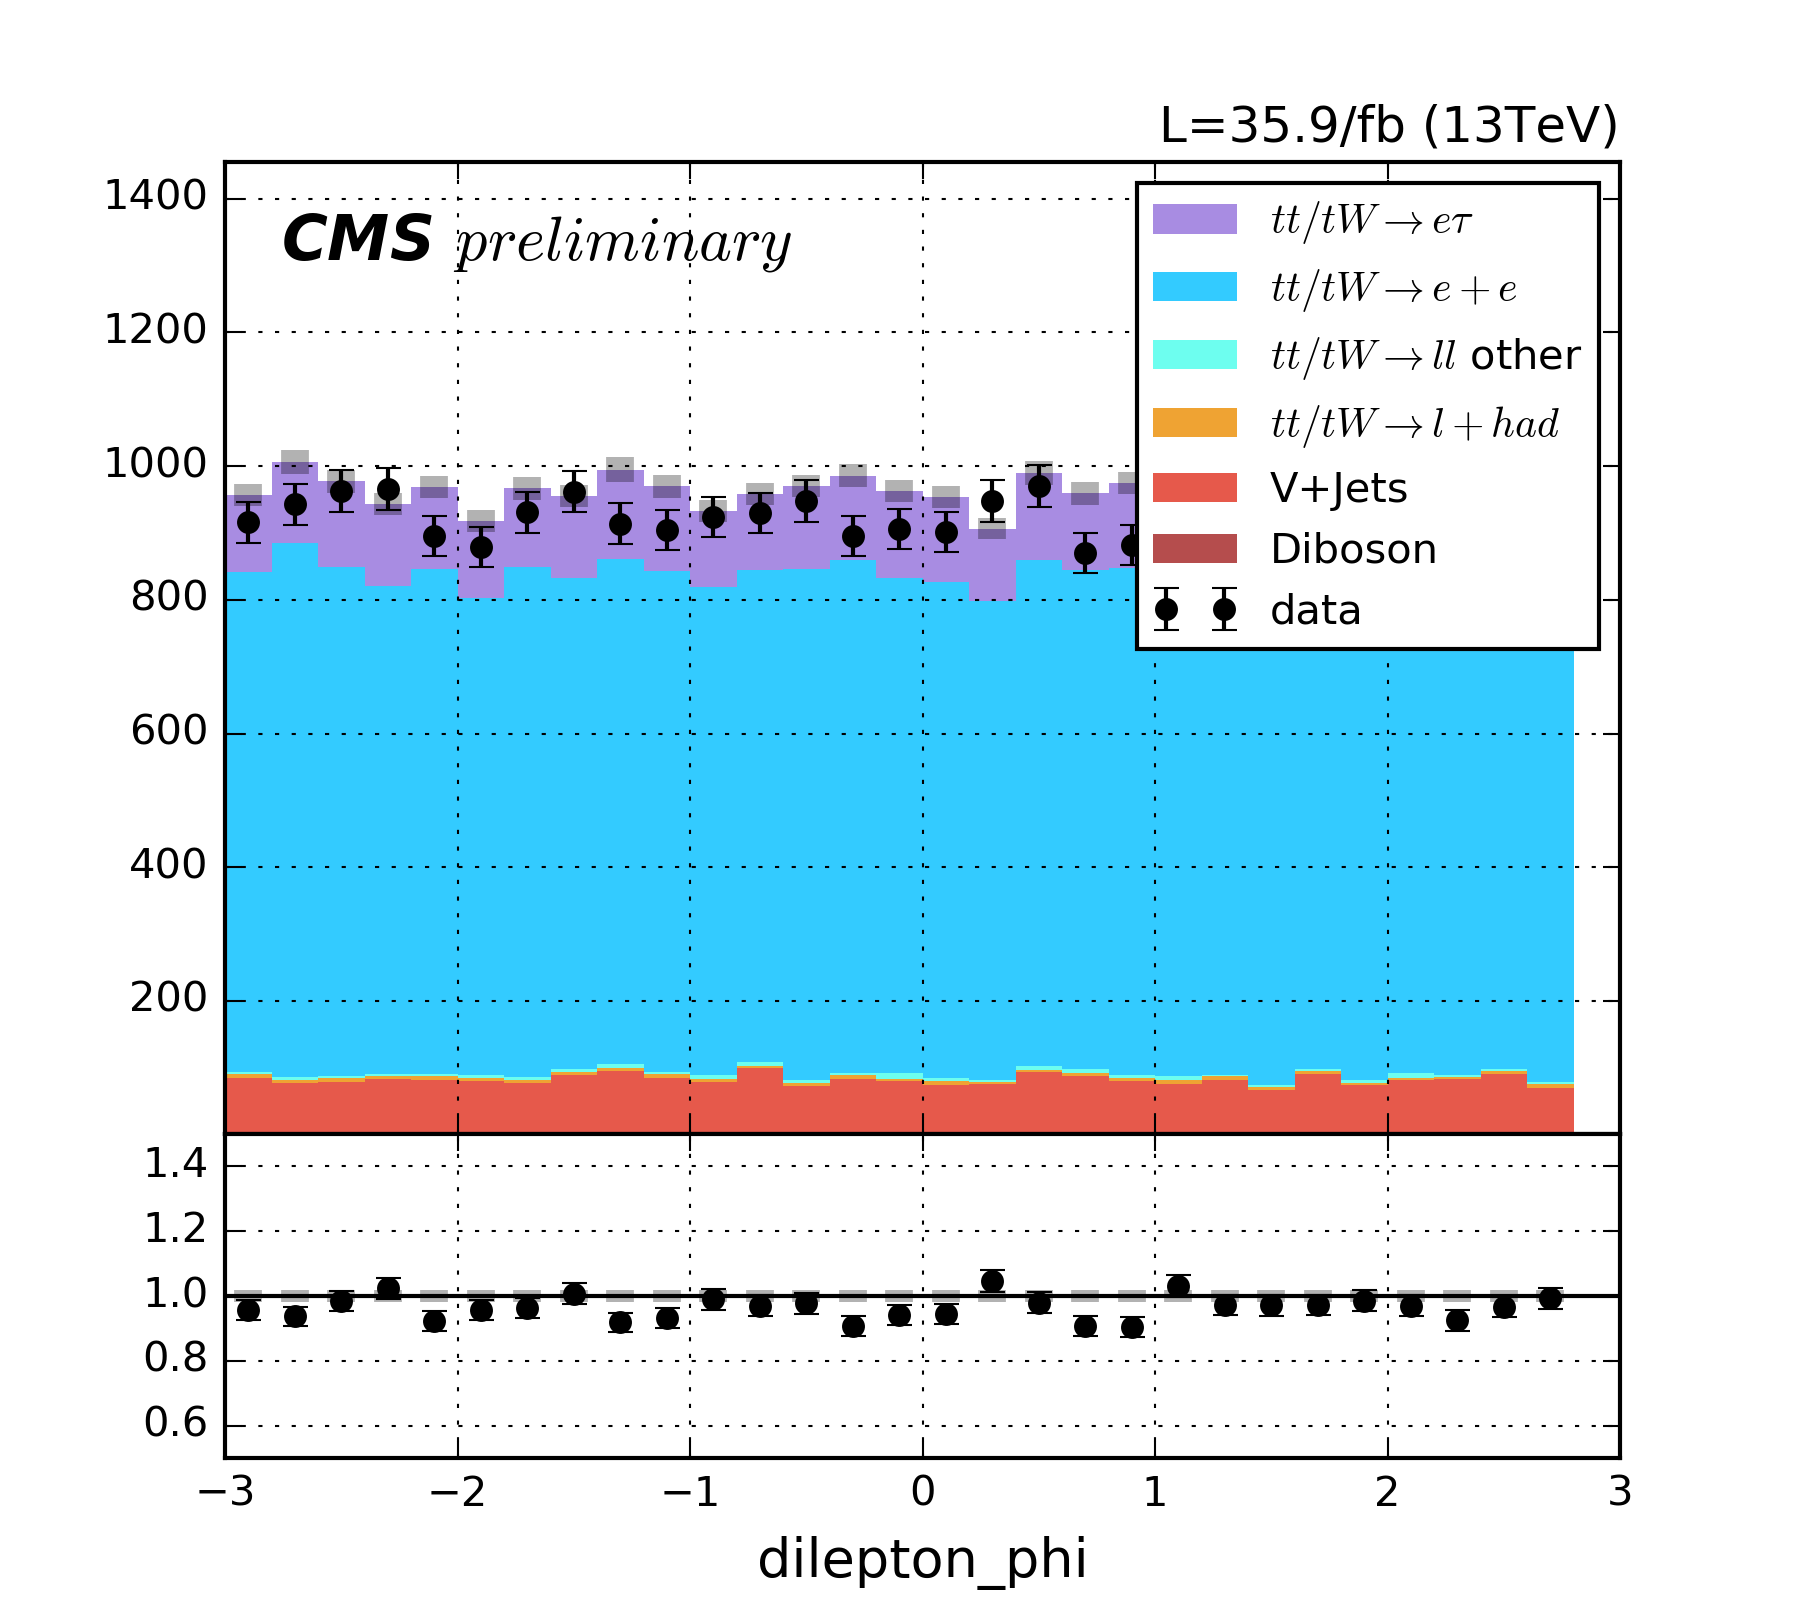 L=35.9/fb (13TeV)
CMS preliminary
1400
1200
1000
800
600
400
200
tt/tW→eτ
tt/tW→e+e
tt/tW→ll other
tt/tW→l+had
V+Jets
Diboson
data
1.4
1.2
1.0
0.8
0.6
−3 −2 −1 0 1 2 3
dilepton_phi